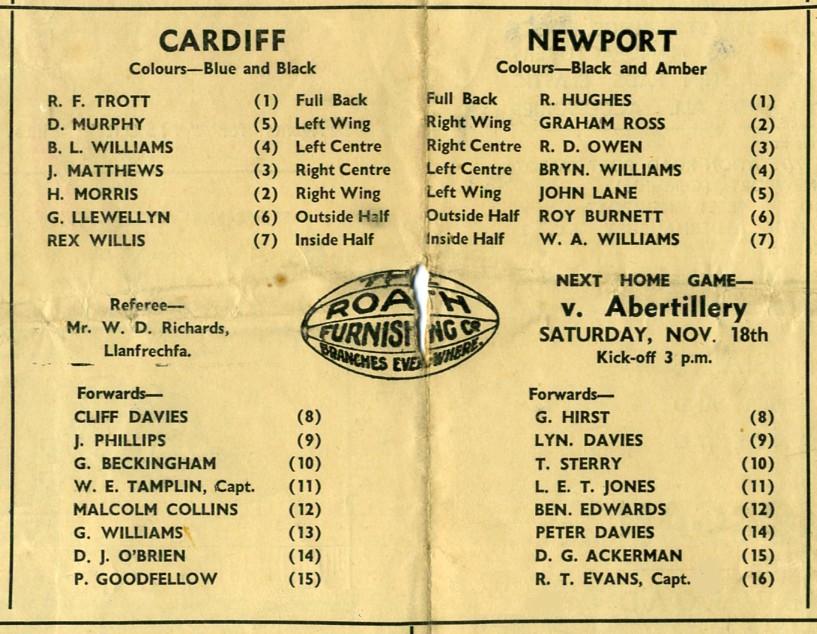 CARDIFF
Colours—Blue and Black
R. F. TROTT (1) Full Back
D. MURPHY (5) Left Wing
B. L. WILLIAMS (4) Left Centre
J. MATTHEWS (3) Right Centre
H. MORRIS (2) Right Wing
G. LLEWELLYN (6) Outside Half
REX WILLIS (7) Inside Half
NEWPORT
Colours—Black and Amber
Full Back R. HUGHES (1)
Right Wing GRAHAM ROSS (2)
Right Centre R. D. OWEN (3)
Left Centre BRYN. WILLIAMS (4)
Left Wing JOHN LANE (5)
Outside Half ROY BURNETT (6)
Inside Half W. A. WILLIAMS (7)
Referee—
Mr. W. D. Richards,
Llanfrechfa.
THE
ROATH
FURNISHING Co
BRANCHES EVERYWHERE.
NEXT HOME GAME—
v. Abertillery
SATURDAY, NOV. 18th
Kick-off 3 p.m.
Forwards—
CLIFF DAVIES (8)
J. PHILLIPS (9)
G. BECKINGHAM (10)
W. E. TAMPLIN, Capt. (11)
MALCOLM COLLINS (12)
G. WILLIAMS (13)
D. J. O'BRIEN (14)
P. GOODFELLOW (15)
Forwards—
G. HIRST (8)
LYN. DAVIES (9)
T. STERRY (10)
L. E. T. JONES (11)
BEN. EDWARDS (12)
PETER DAVIES (14)
D. G. ACKERMAN (15)
R. T. EVANS, Capt. (16)